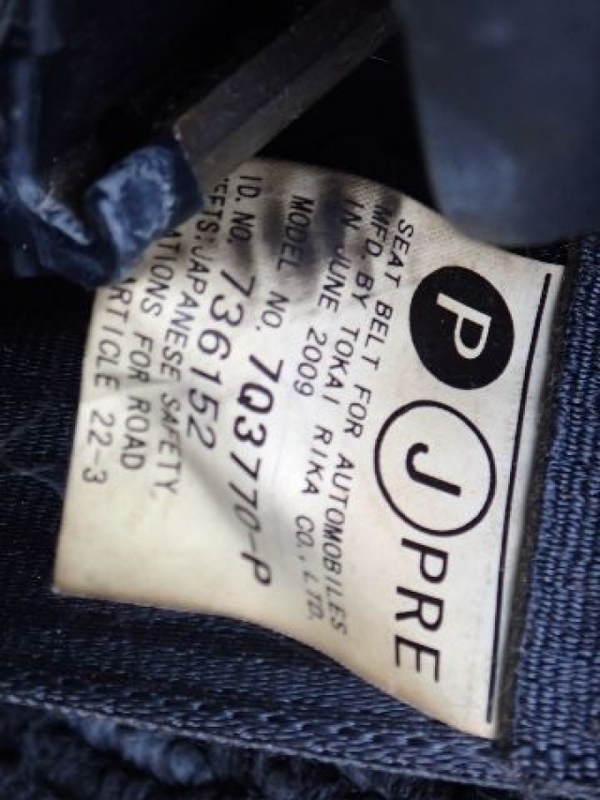 P J PRE
SEAT BELT FOR AUTOMOBILES
MFD. BY TOKAI RIKA CO., LTD.
IN JUNE 2009
MODEL NO. 7Q3770-P
ID. NO. 736152
JAPANESE SAFETY
FOR ROAD
ARTICLE 22-3